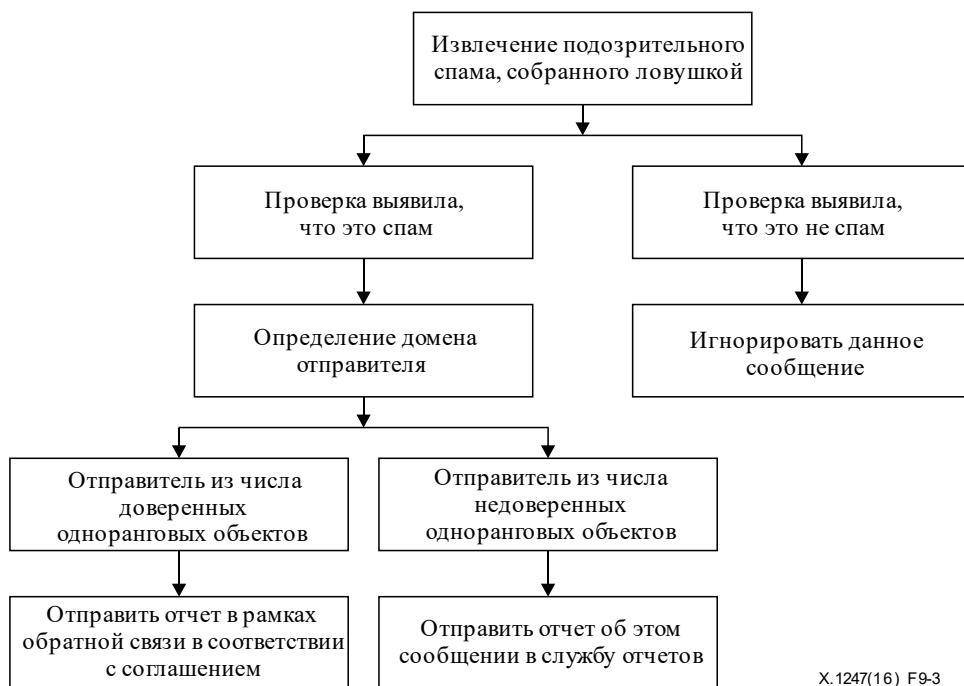 Извлечение подозрительного
спама, собранного ловушкой
Проверка выявила,
что это спам
Проверка выявила,
что это не спам
Определение домена
отправителя
Игнорировать данное
сообщение
Отправитель из числа
доверенных
одноранговых объектов
Отправитель из числа
недоверенных
одноранговых объектов
Отправить отчет в рамках
обратной связи в соответствии
с соглашением
Отправить отчет об этом
сообщении в службу отчетов
X.1247(16)_F9-3